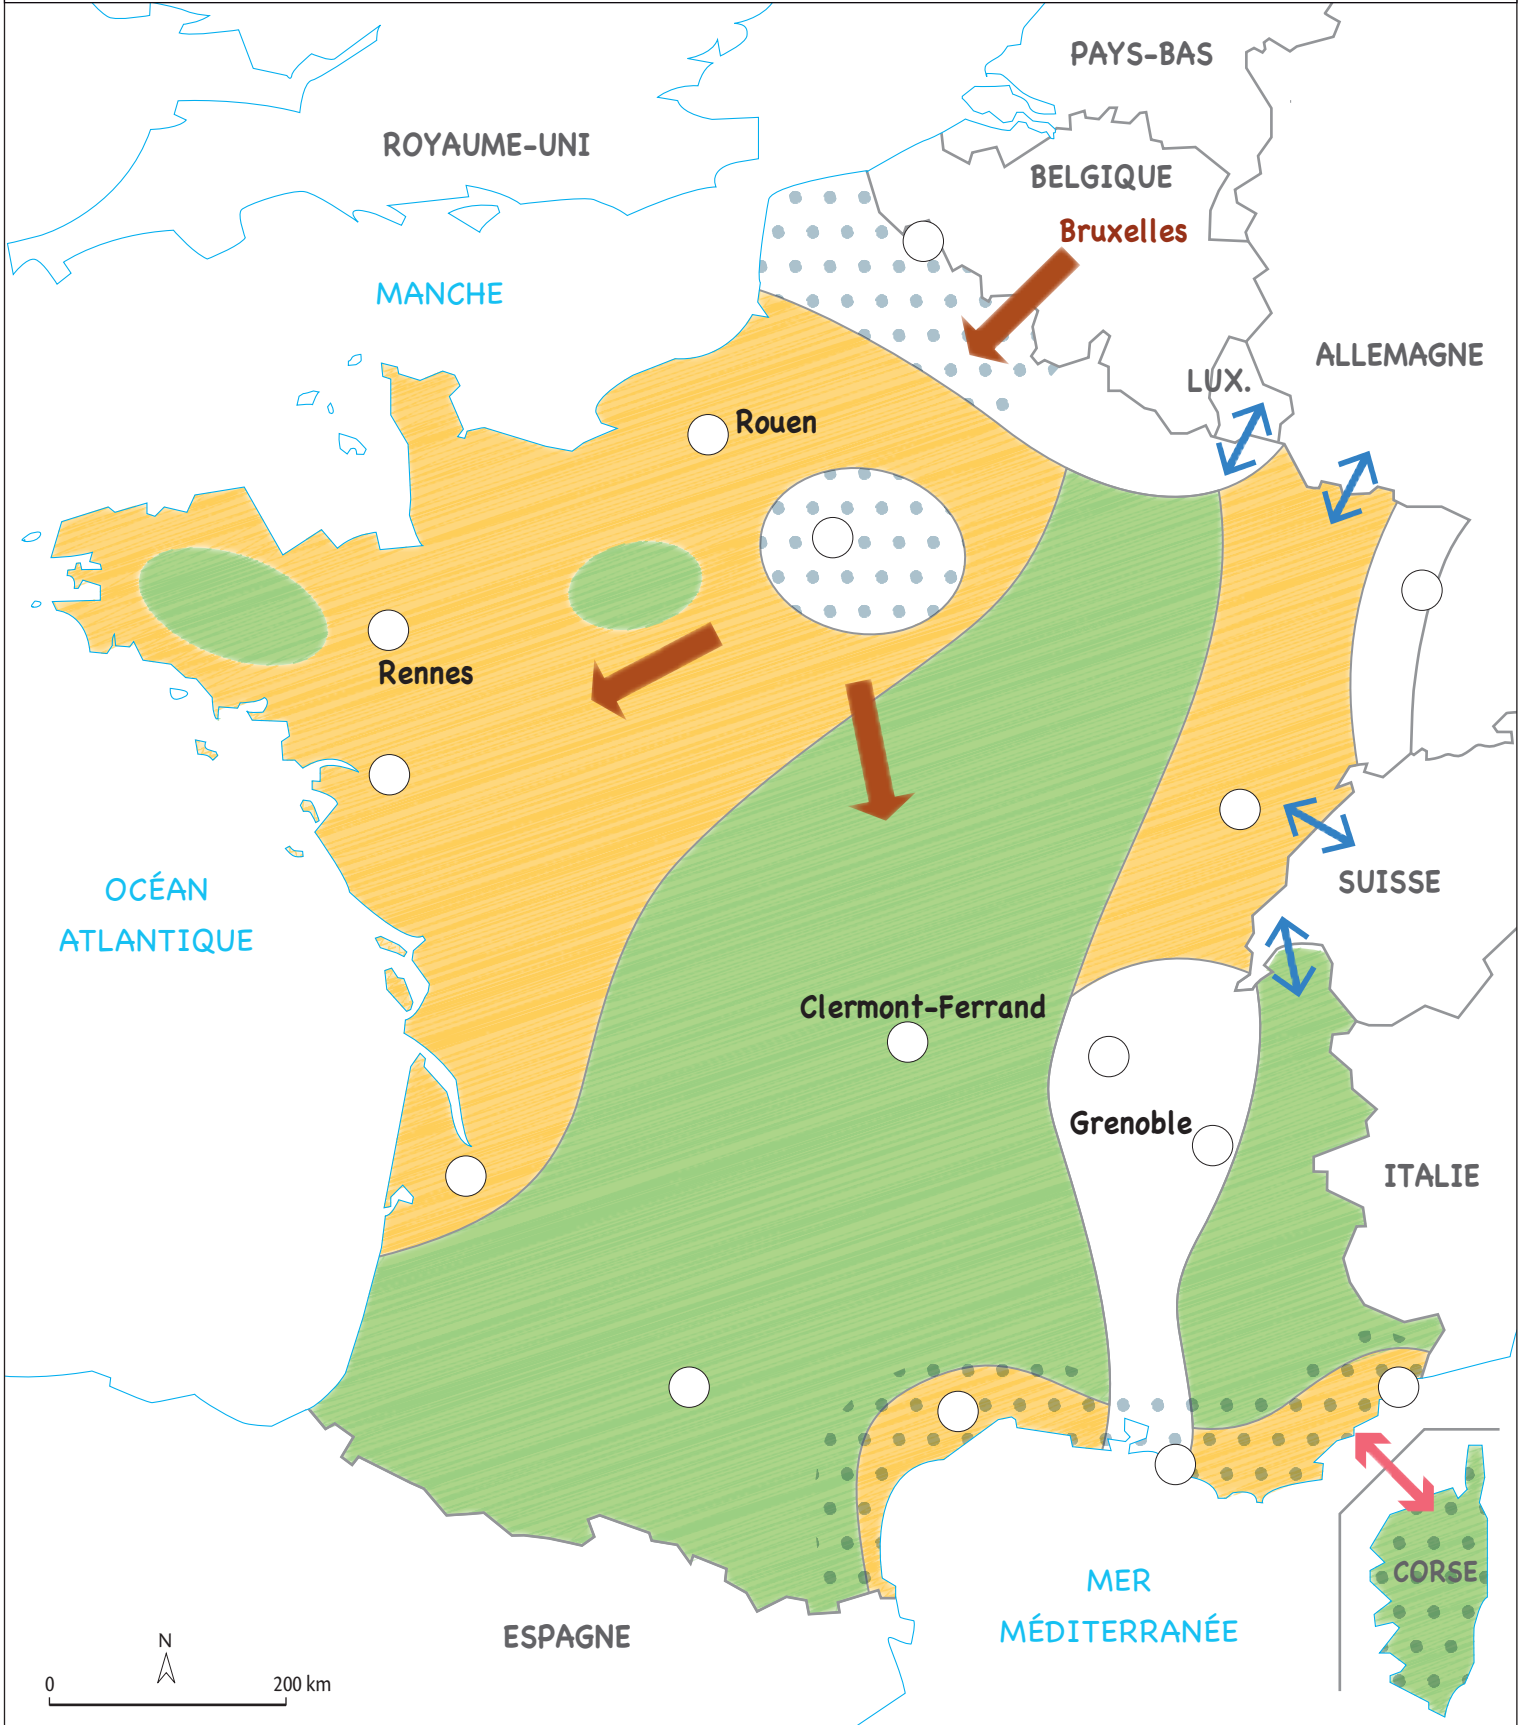 PAYS-BAS
ROYAUME-UNI
BELGIQUE
Bruxelles
MANCHE
ALLEMAGNE
LUX.
Rouen
Rennes
OCÉAN
ATLANTIQUE
SUISSE
Clermont-Ferrand
Grenoble
ITALIE
CORSE
MER
MÉDITERRANÉE
ESPAGNE
N
0 200 km